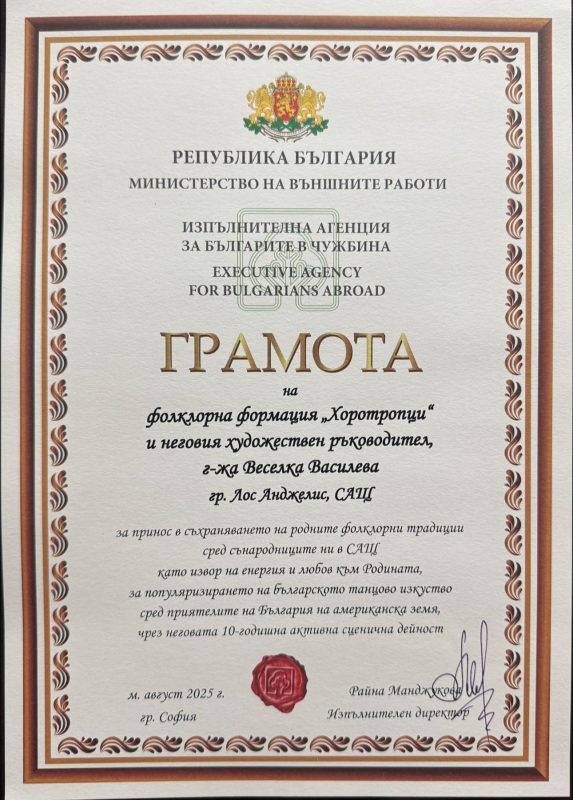 РЕПУБЛИКА БЪЛГАРИЯ
МИНИСТЕРСТВО НА ВЪНШНИТЕ РАБОТИ
ИЗПЪЛНИТЕЛНА АГЕНЦИЯ
ЗА БЪЛГАРИТЕ В ЧУЖБИНА
EXECUTIVE AGENCY
FOR BULGARIANS ABROAD
ГРАМОТА
на
фолклорна формация „Хоротропци“
и неговия художествен ръководител,
г-жа Веселка Василева
гр. Лос Анджелис, САЩ
за принос в съхраняването на родните фолклорни традиции
сред сънародниците ни в САЩ
като извор на енергия и любов към Родината,
за популяризирането на българското танцово изкуство
сред приятелите на България на американска земя,
чрез неговата 10-годишна активна сценична дейност
м. август 2025 г.
гр. София
Райна Манджукова
Изпълнителен директор